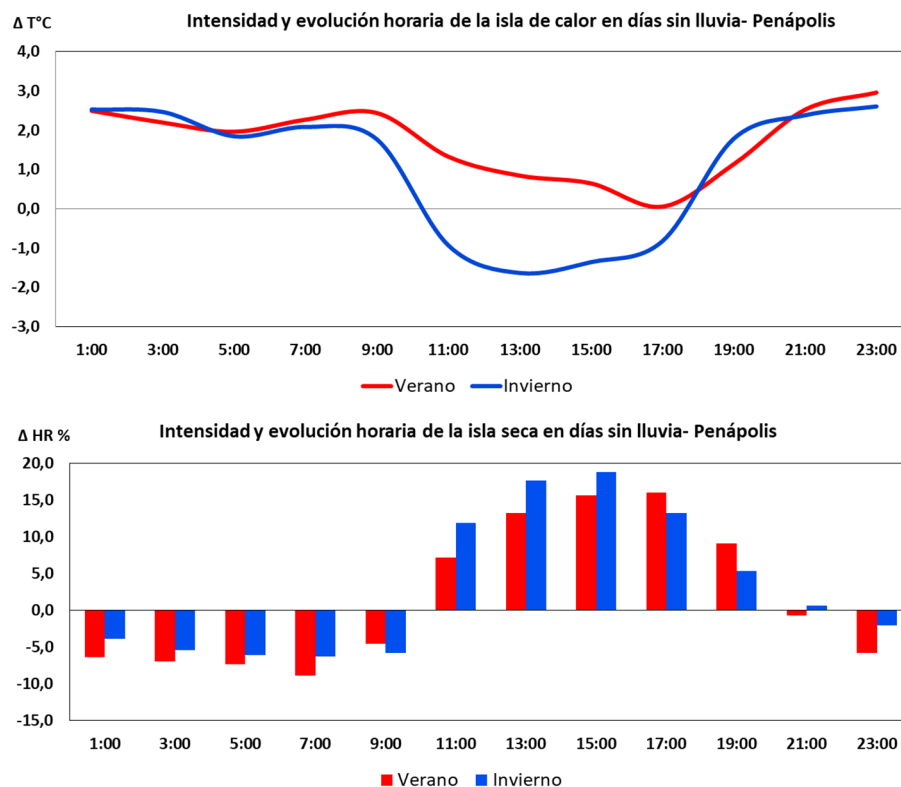 Δ T°C
Intensidad y evolución horaria de la isla de calor en días sin lluvia- Penápolis
4,0
3,0
2,0
1,0
0,0
-1,0
-2,0
-3,0
1:00 3:00 5:00 7:00 9:00 11:00 13:00 15:00 17:00 19:00 21:00 23:00
Verano Invierno
Δ HR %
Intensidad y evolución horaria de la isla seca en días sin lluvia- Penápolis
20,0
15,0
10,0
5,0
0,0
-5,0
-10,0
-15,0
1:00 3:00 5:00 7:00 9:00 11:00 13:00 15:00 17:00 19:00 21:00 23:00
Verano Invierno